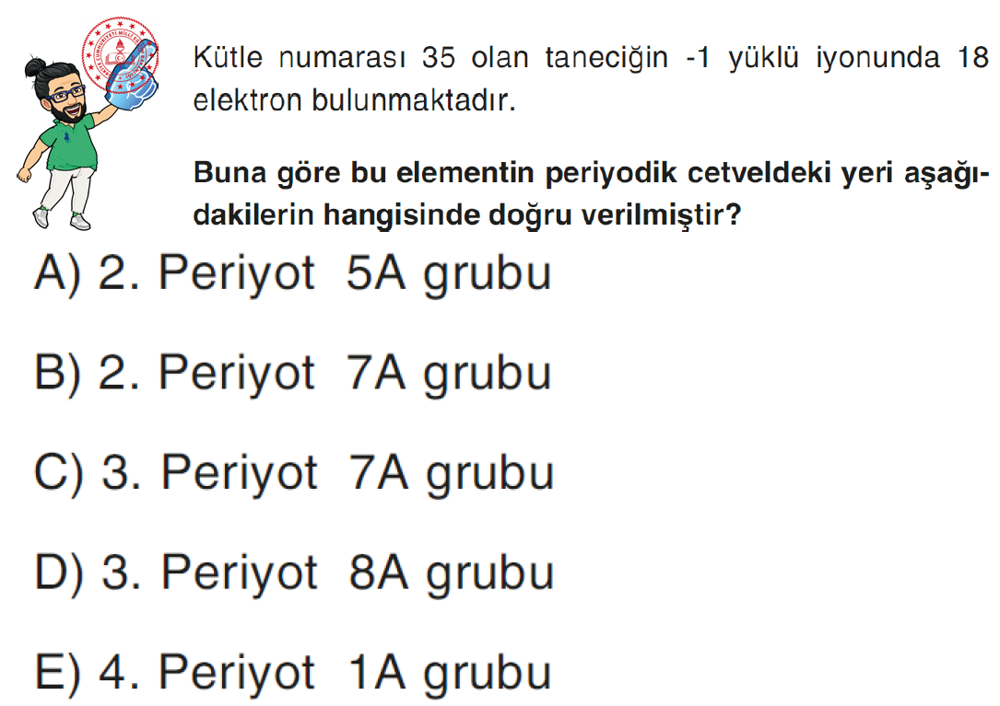 Kütle numarası 35 olan taneciğin -1 yüklü iyonunda 18
elektron bulunmaktadır.
Buna göre bu elementin periyodik cetveldeki yeri aşağı-
dakilerin hangisinde doğru verilmiştir?
A) 2. Periyot 5A grubu
B) 2. Periyot 7A grubu
C) 3. Periyot 7A grubu
D) 3. Periyot 8A grubu
E) 4. Periyot 1A grubu